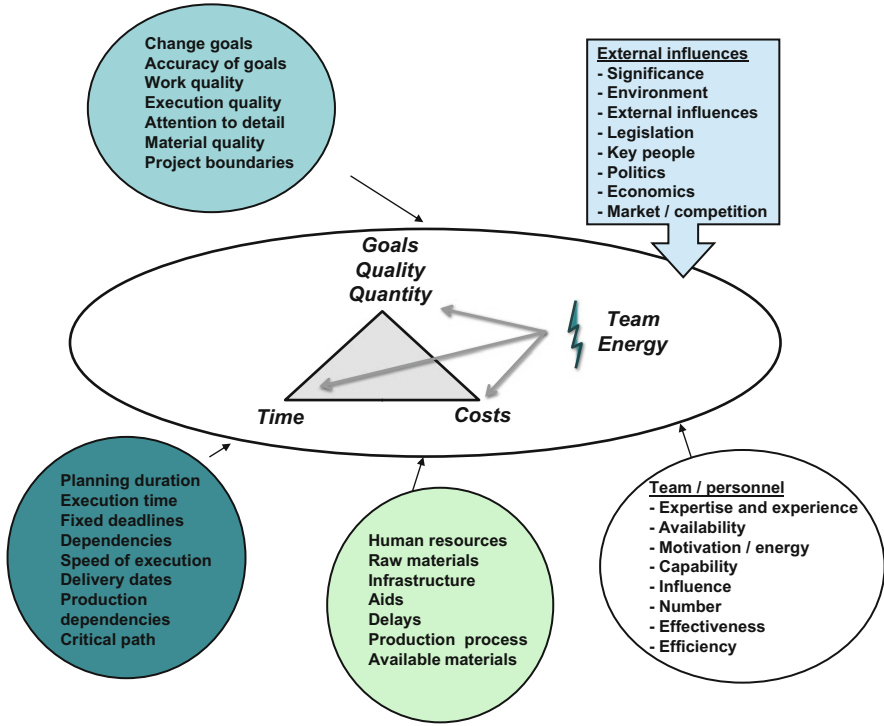 Change goals
Accuracy of goals
Work quality
Execution quality
Attention to detail
Material quality
Project boundaries
External influences
- Significance
- Environment
- External influences
- Legislation
- Key people
- Politics
- Economics
- Market / competition
Goals
Quality
Quantity
Team
Energy
Time
Costs
Planning duration
Execution time
Fixed deadlines
Dependencies
Speed of execution
Delivery dates
Production
dependencies
Critical path
Human resources
Raw materials
Infrastructure
Aids
Delays
Production process
Available materials
Team / personnel
- Expertise and experience
- Availability
- Motivation / energy
- Capability
- Influence
- Number
- Effectiveness
- Efficiency